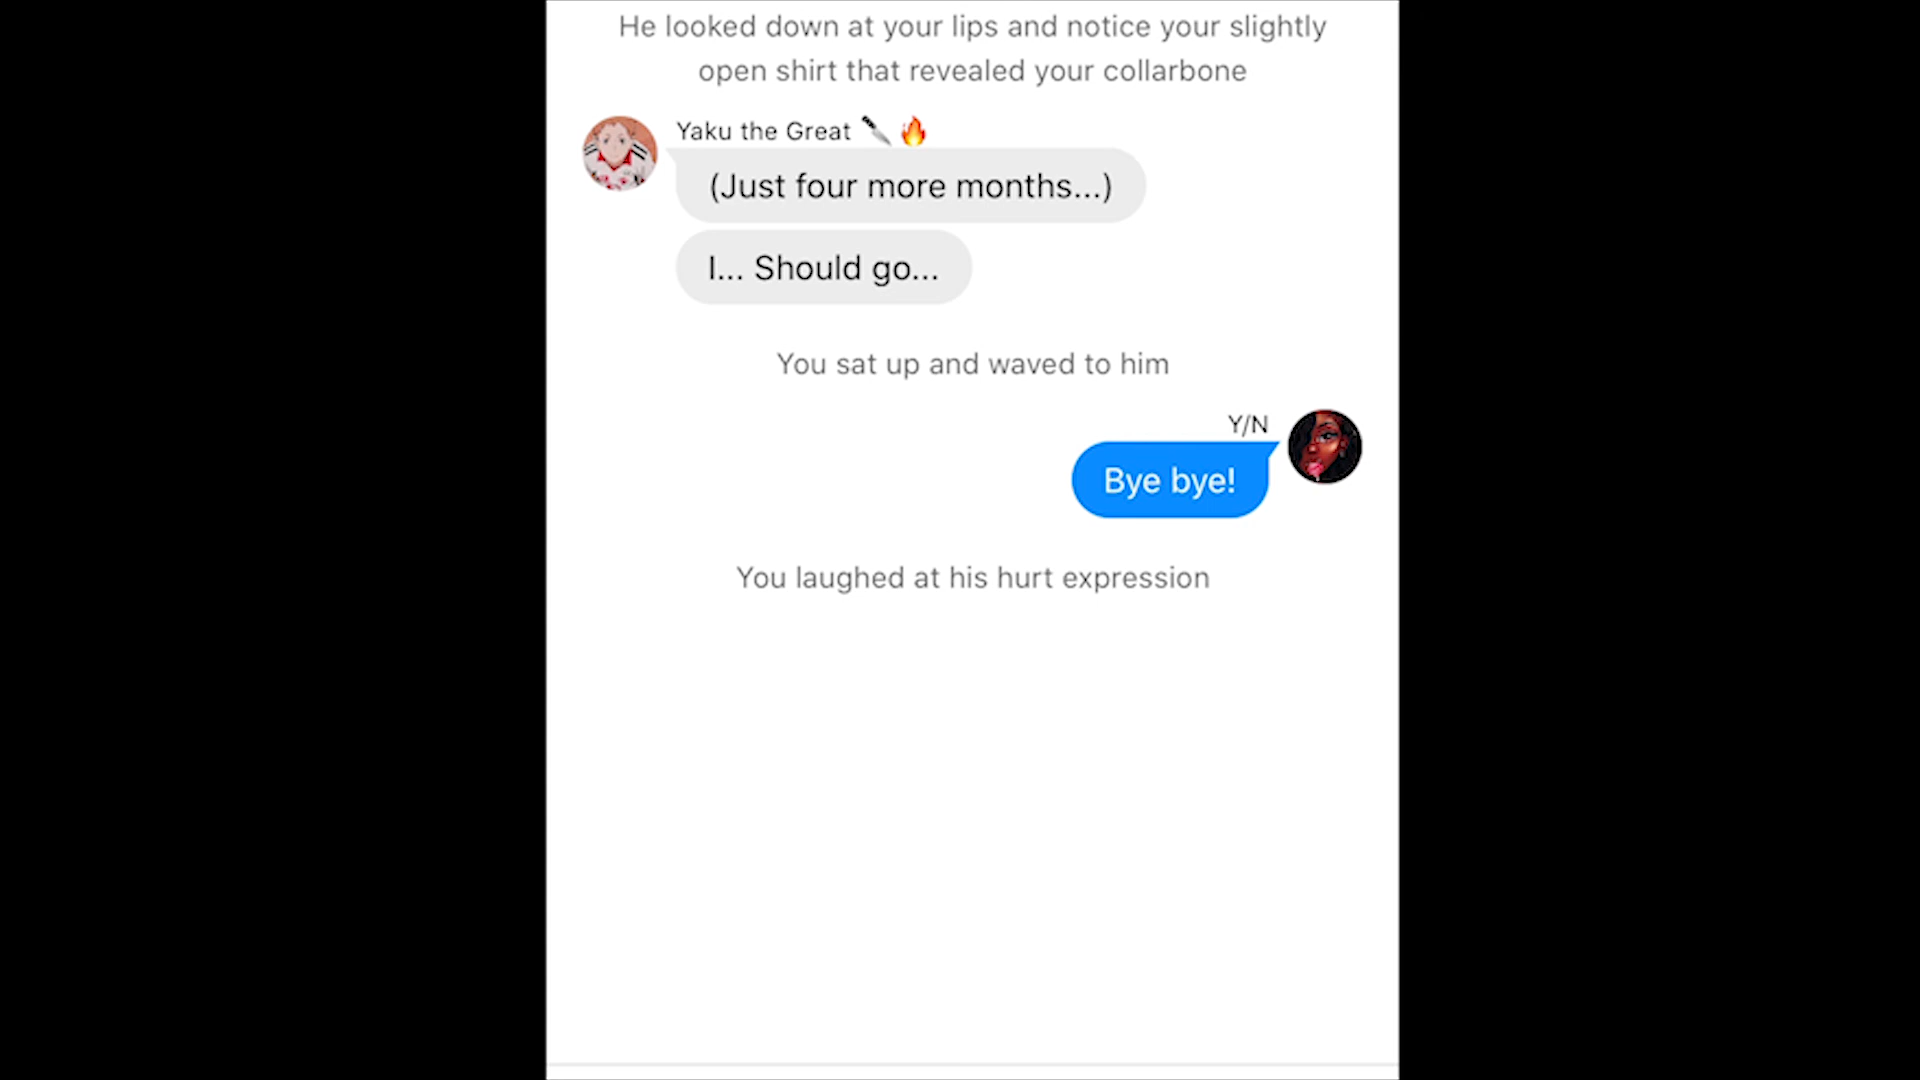 He looked down at your lips and notice your slightly
open shirt that revealed your collarbone
Yaku the Great 🔪🔥
(Just four more months...)
I... Should go...
You sat up and waved to him
Y/N
Bye bye!
You laughed at his hurt expression